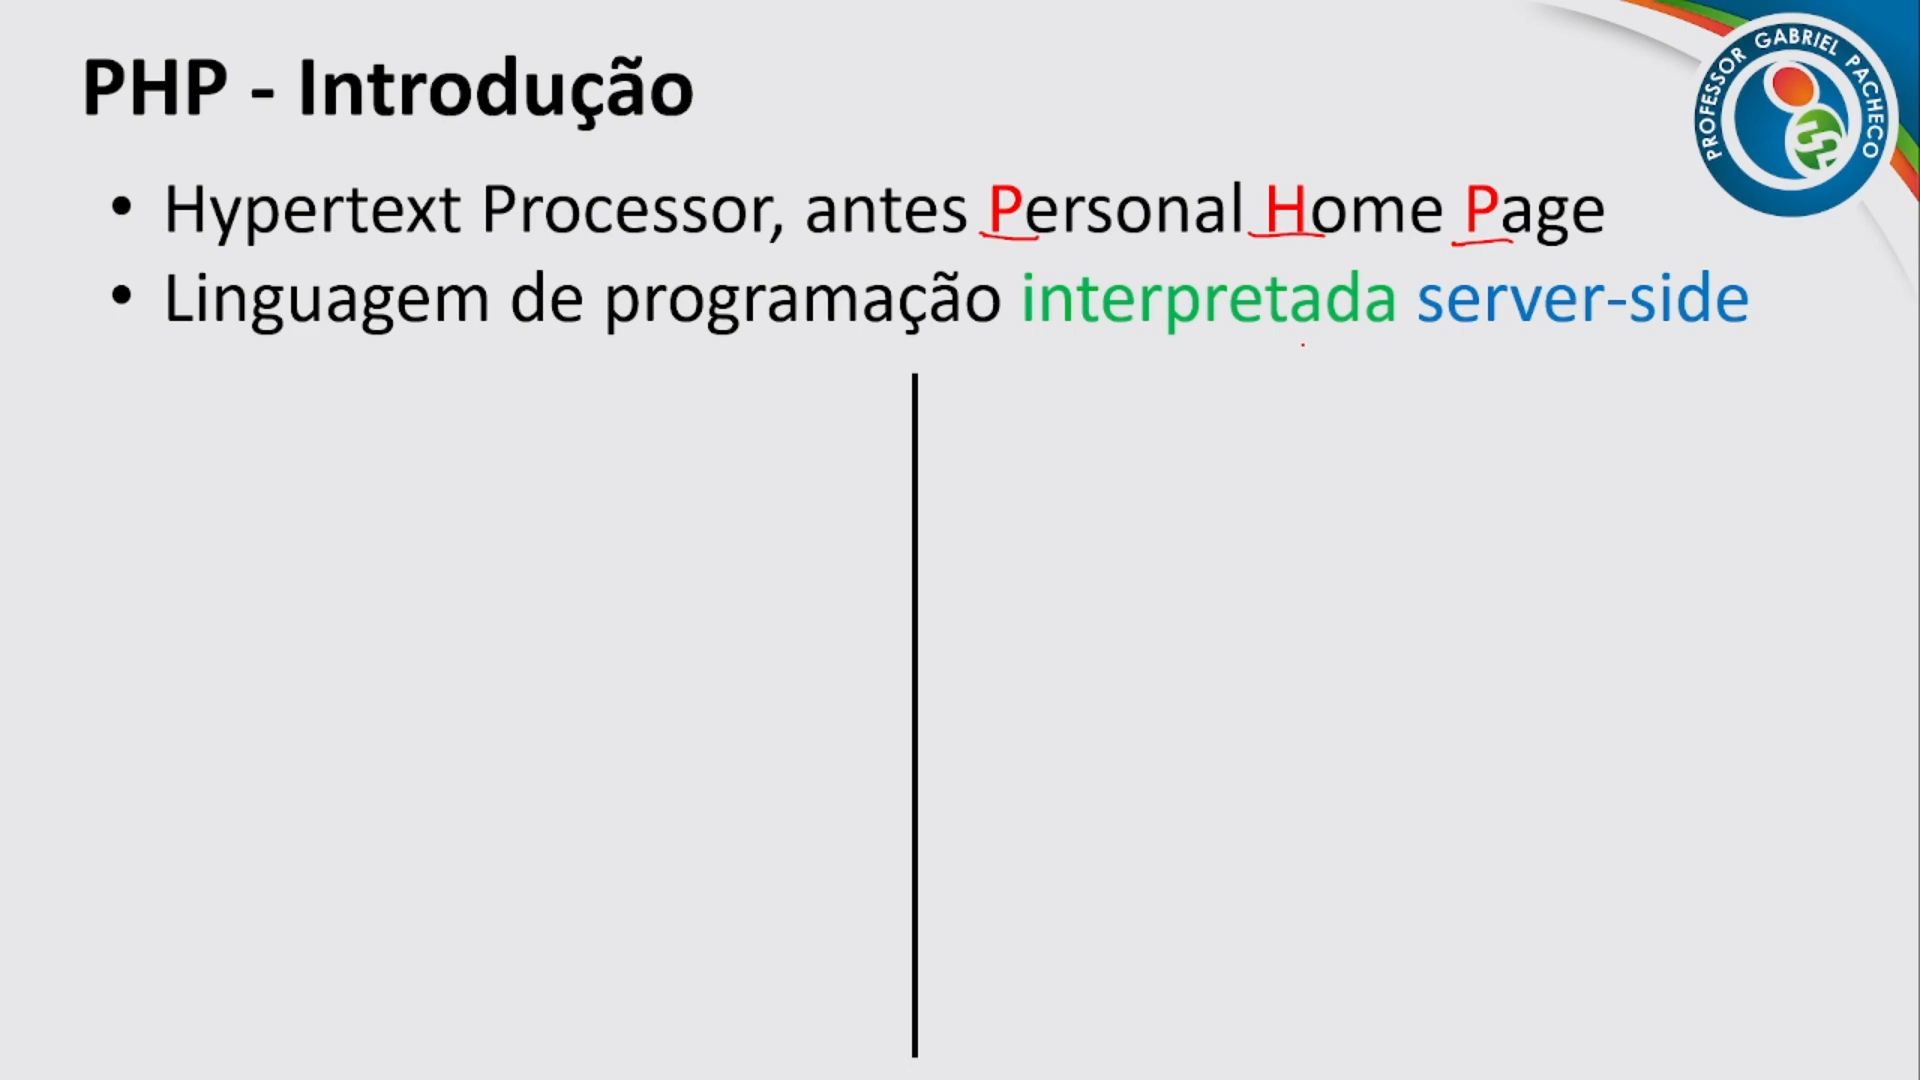 PHP - Introdução
PROFESSOR GABRIEL PACHECO
• Hypertext Processor, antes Personal Home Page
• Linguagem de programação interpretada server-side